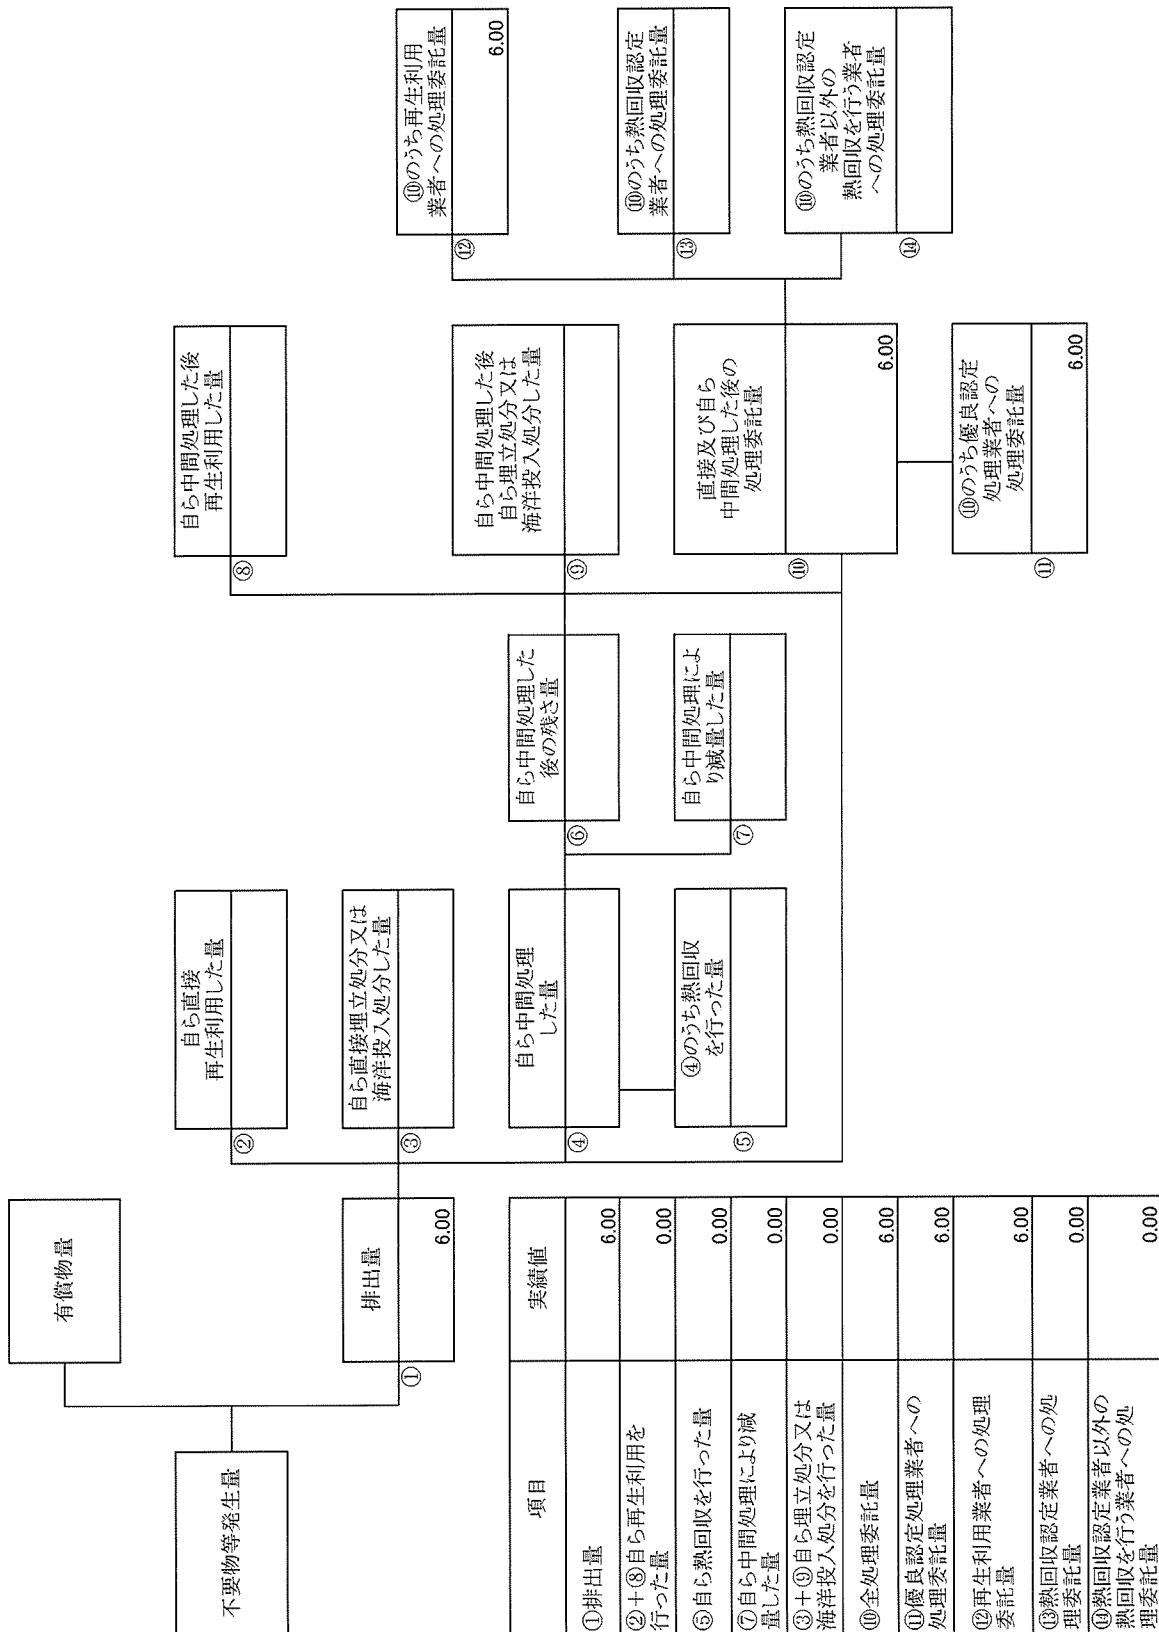 不要物等発生量
有償物量
排出量
①
6.00
自ら直接
再生利用した量
②
自ら直接埋立処分又は
海洋投入処分した量
③
自ら中間処理
した量
④
④のうち熱回収
を行った量
⑤
自ら中間処理した
後の残さ量
⑥
自ら中間処理によ
り減量した量
⑦
自ら中間処理した後
再生利用した量
⑧
自ら中間処理した後
自ら埋立処分又は
海洋投入処分した量
⑨
直接及び自ら
中間処理した後の
処理委託量
⑩
6.00
⑩のうち優良認定
処理業者への
処理委託量
⑪
6.00
⑩のうち再生利用
業者への処理委託量
⑫
6.00
⑩のうち熱回収認定
業者への処理委託量
⑬
⑩のうち熱回収認定
業者以外の
熱回収を行う業者
への処理委託量
⑭
項目 実績値
①排出量 6.00
②+⑧自ら再生利用を
行った量 0.00
⑤自ら熱回収を行った量 0.00
⑦自ら中間処理により減
量した量 0.00
③+⑨自ら埋立処分又は
海洋投入処分を行った量 0.00
⑩全処理委託量 6.00
⑪優良認定処理業者への
処理委託量 6.00
⑫再生利用業者への処理
委託量 6.00
⑬熱回収認定業者への処
理委託量 0.00
⑭熱回収認定業者以外の
熱回収を行う業者への処
理委託量 0.00